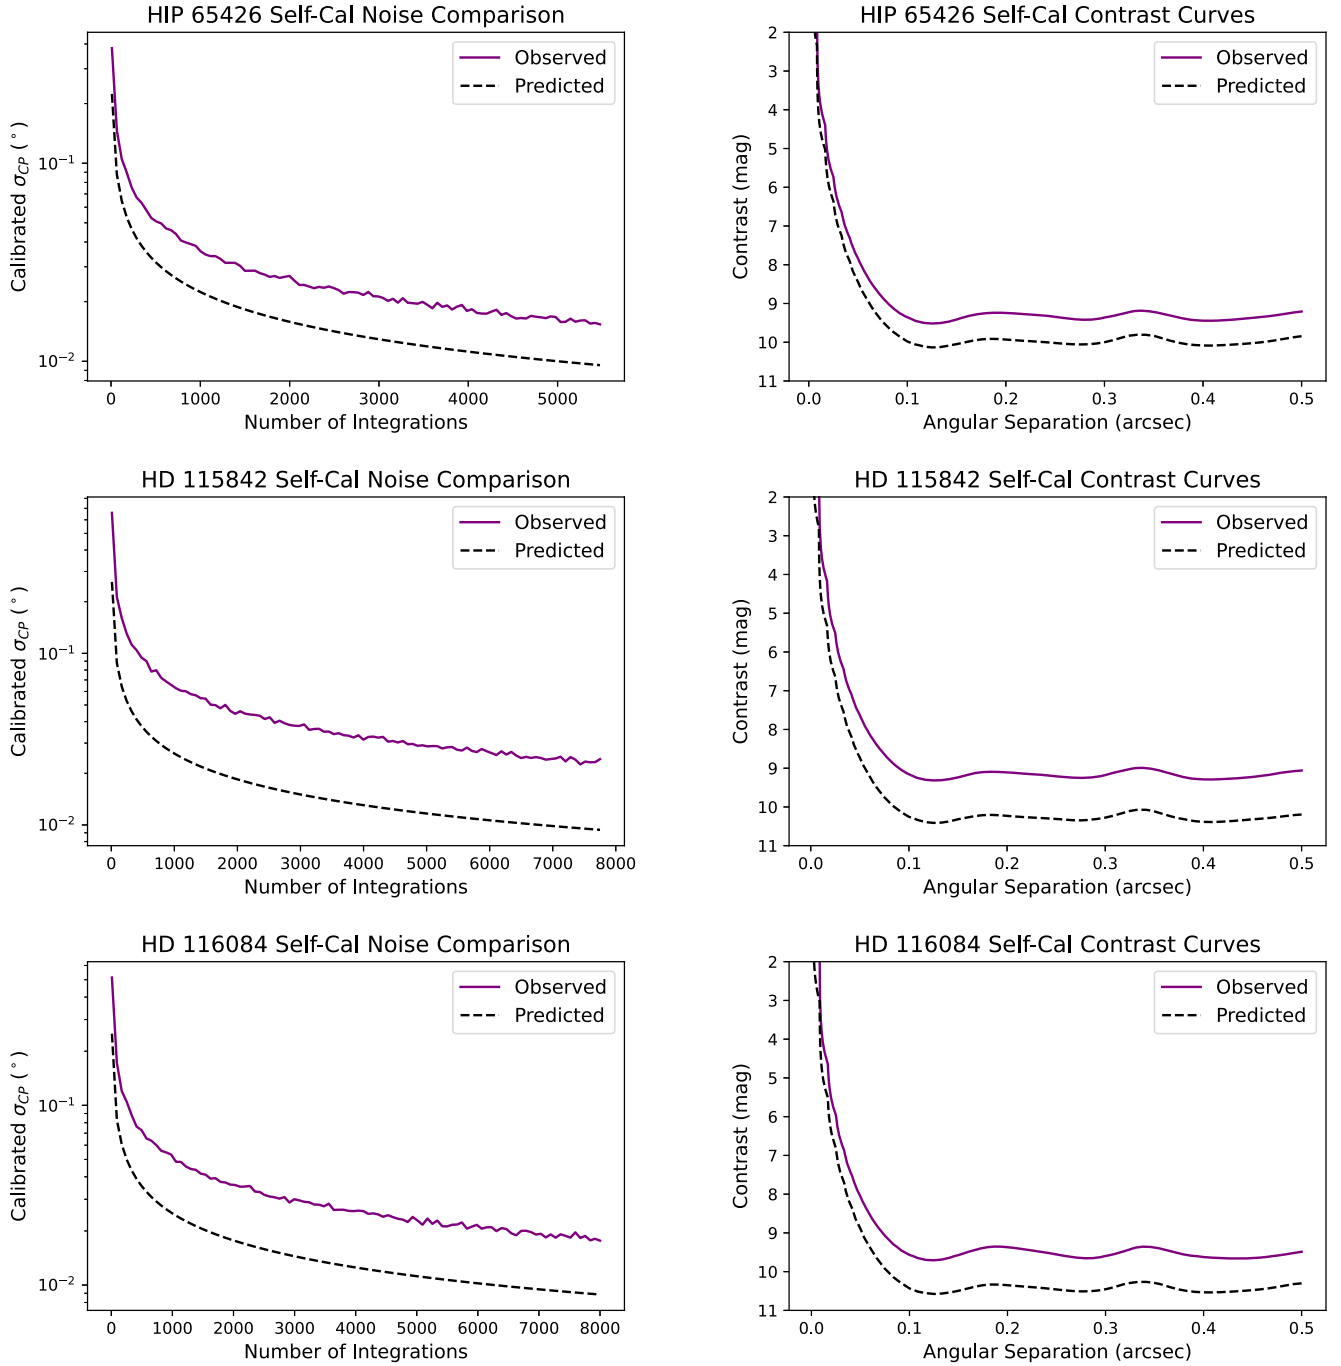 HIP 65426 Self-Cal Noise Comparison
Calibrated σCP (°)
10⁻¹
10⁻²
Observed
Predicted
0 1000 2000 3000 4000 5000
Number of Integrations
HIP 65426 Self-Cal Contrast Curves
Contrast (mag)
2
3
4
5
6
7
8
9
10
11
Observed
Predicted
0.0 0.1 0.2 0.3 0.4 0.5
Angular Separation (arcsec)
HD 115842 Self-Cal Noise Comparison
Calibrated σCP (°)
10⁻¹
10⁻²
Observed
Predicted
0 1000 2000 3000 4000 5000 6000 7000 8000
Number of Integrations
HD 115842 Self-Cal Contrast Curves
Contrast (mag)
2
3
4
5
6
7
8
9
10
11
Observed
Predicted
0.0 0.1 0.2 0.3 0.4 0.5
Angular Separation (arcsec)
HD 116084 Self-Cal Noise Comparison
Calibrated σCP (°)
10⁻¹
10⁻²
Observed
Predicted
0 1000 2000 3000 4000 5000 6000 7000 8000
Number of Integrations
HD 116084 Self-Cal Contrast Curves
Contrast (mag)
2
3
4
5
6
7
8
9
10
11
Observed
Predicted
0.0 0.1 0.2 0.3 0.4 0.5
Angular Separation (arcsec)